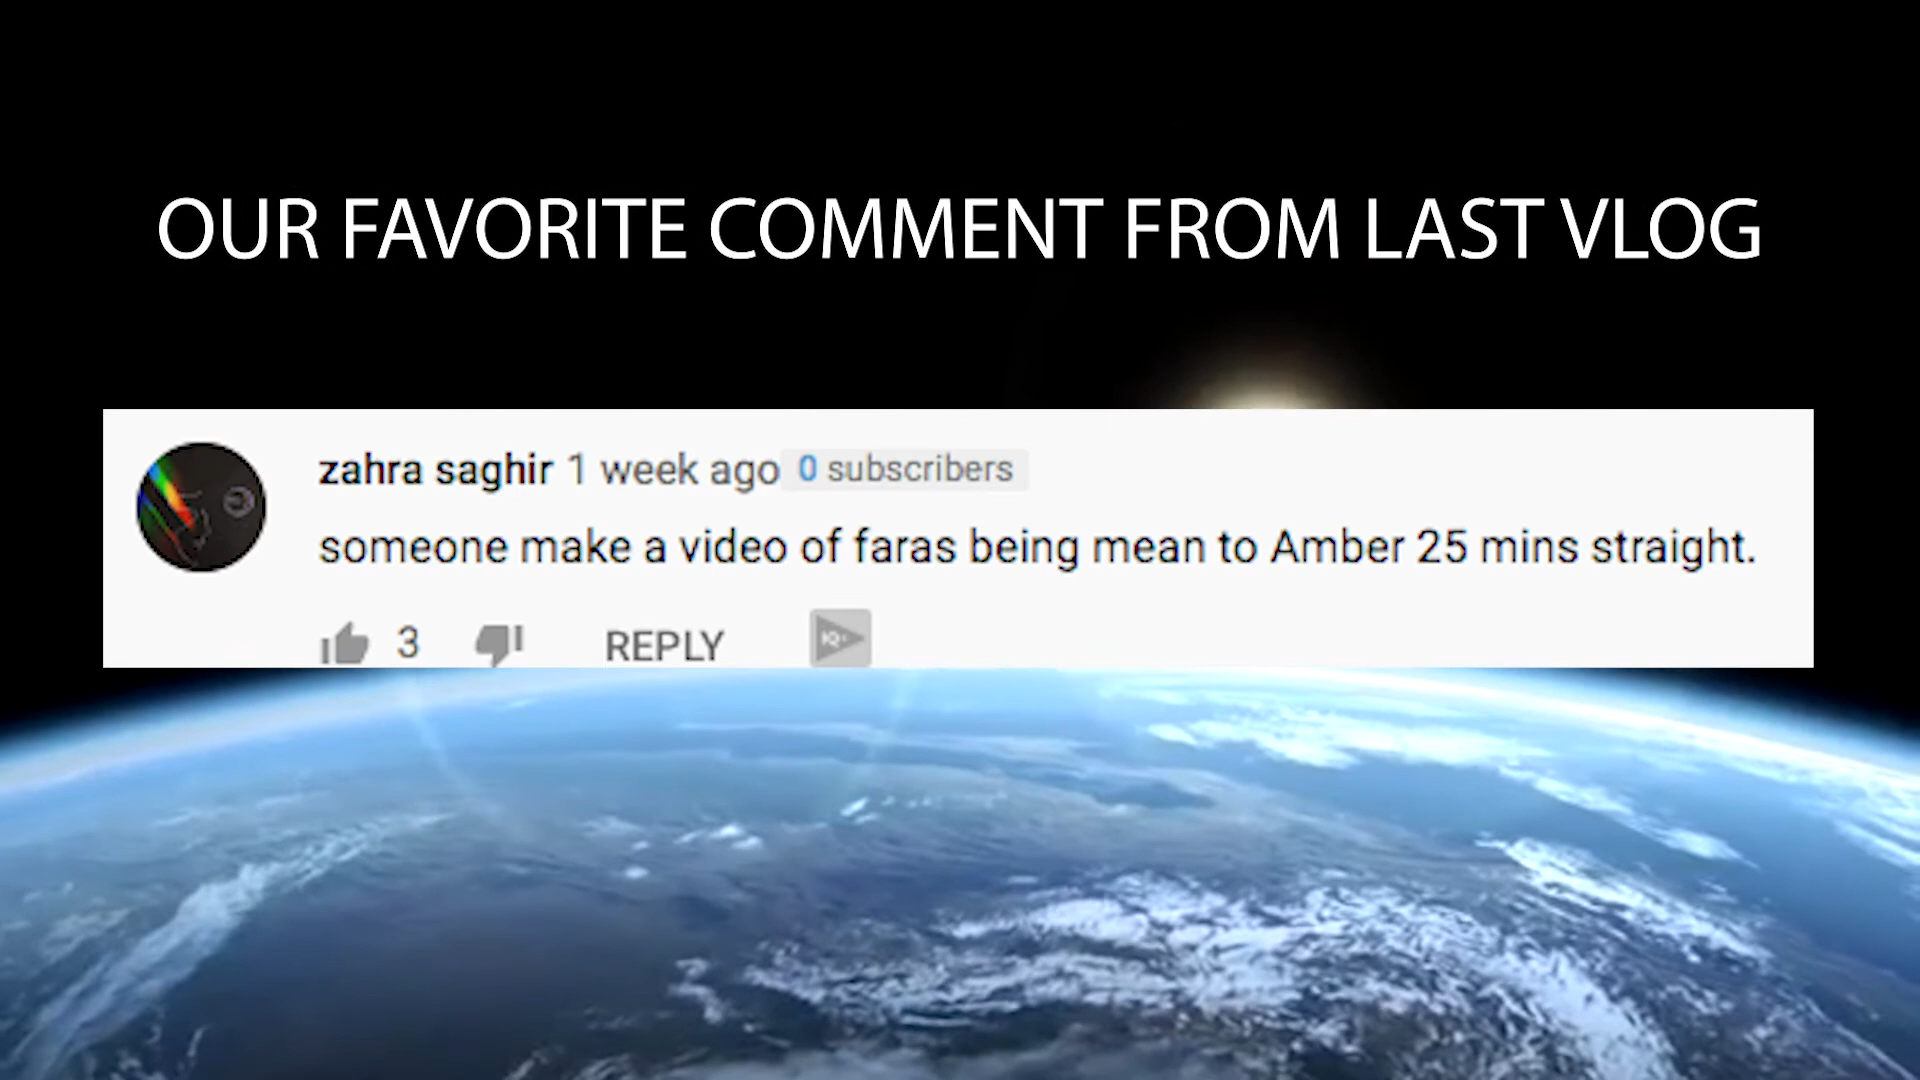 OUR FAVORITE COMMENT FROM LAST VLOG
zahra saghir 1 week ago 0 subscribers
someone make a video of faras being mean to Amber 25 mins straight.
3 REPLY IQ